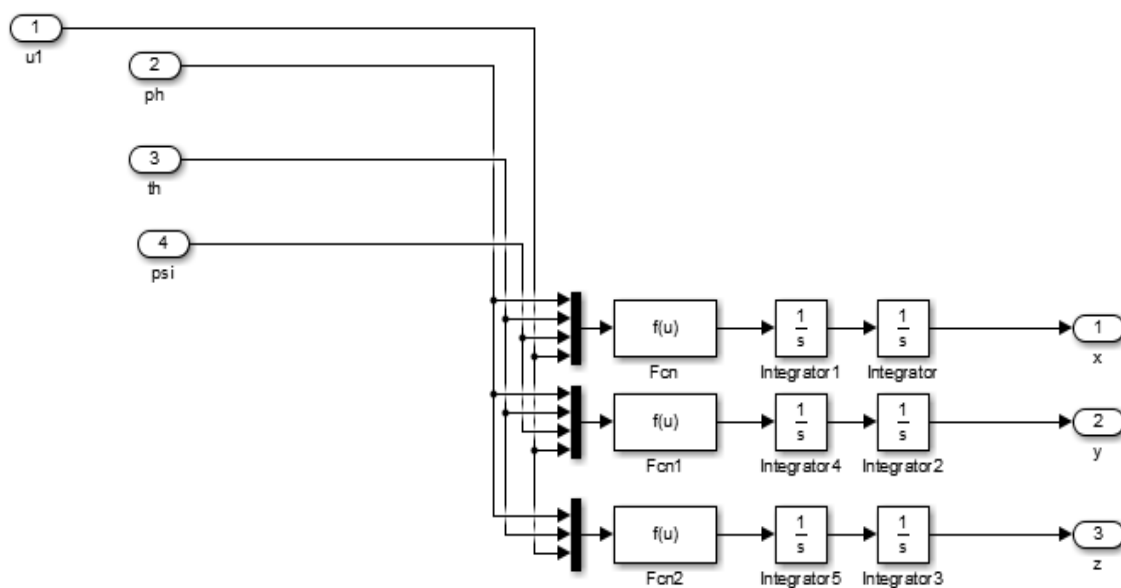 1
u1
2
ph
3
th
4
psi
f(u)
Fcn
1
s
Integrator1
1
s
Integrator
1
x
f(u)
Fcn1
1
s
Integrator4
1
s
Integrator2
2
y
f(u)
Fcn2
1
s
Integrator5
1
s
Integrator3
3
z